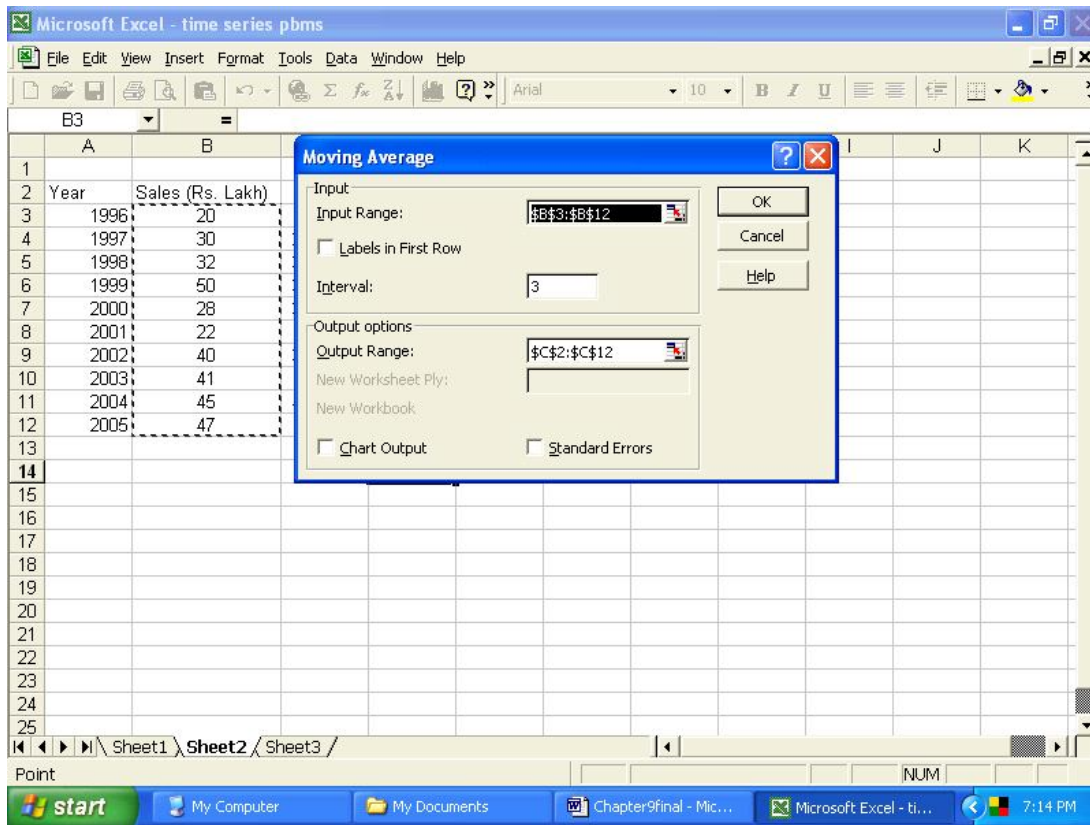 Microsoft Excel - time series pbms
File Edit View Insert Format Tools Data Window Help
Arial 10 B I U
B3 =
A B I J K
1
2 Year Sales (Rs. Lakh)
3 1996 20
4 1997 30
5 1998 32
6 1999 50
7 2000 28
8 2001 22
9 2002 40
10 2003 41
11 2004 45
12 2005 47
13
14
15
16
17
18
19
20
21
22
23
24
25
Moving Average
Input
Input Range: $B$3:$B$12
Labels in First Row
Interval: 3
Output options
Output Range: $C$2:$C$12
New Worksheet Ply:
New Workbook
Chart Output Standard Errors
OK
Cancel
Help
Sheet1 Sheet2 Sheet3
Point NUM
start My Computer My Documents Chapter9final - Mic... Microsoft Excel - ti... 7:14 PM